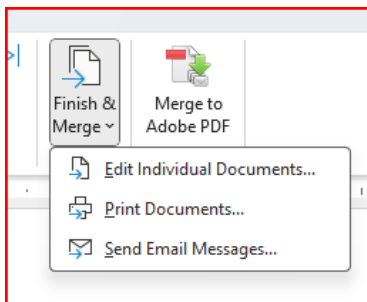 Finish &
Merge
Merge to
Adobe PDF
Edit Individual Documents...
Print Documents...
Send Email Messages...